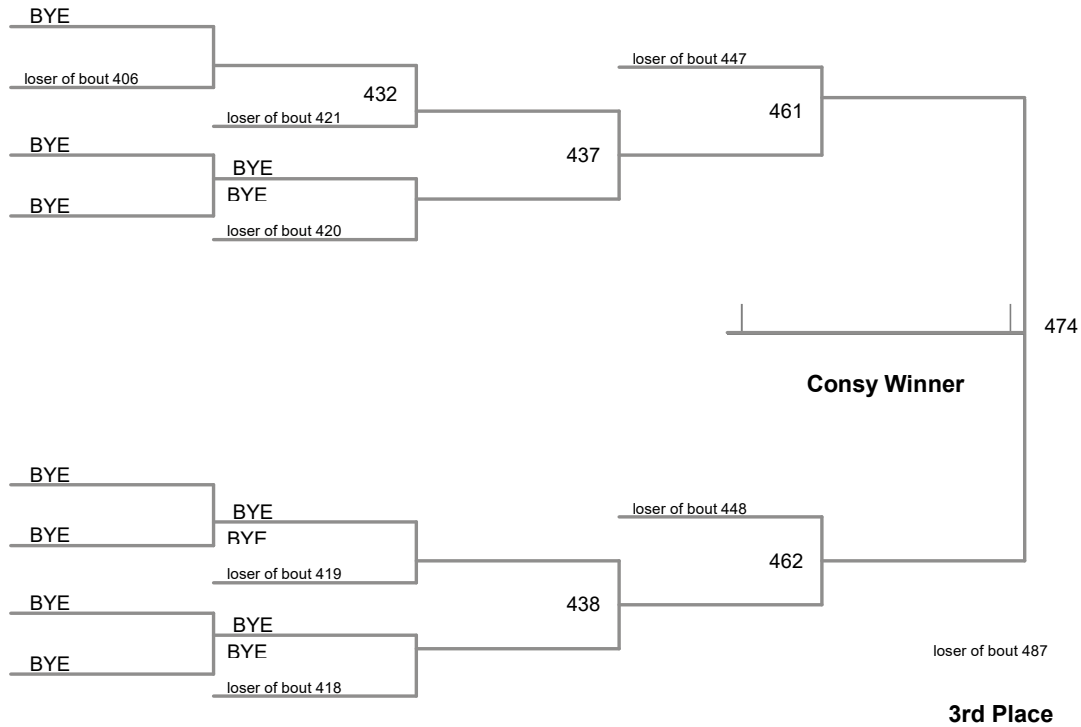 BYE
loser of bout 406
432
loser of bout 421
BYE
BYE
BYE
BYE
loser of bout 420
437
loser of bout 447
461
474
Consy Winner
BYE
BYE
BYE
BYE
loser of bout 419
BYE
BYE
BYE
BYE
loser of bout 418
438
loser of bout 448
462
loser of bout 487
3rd Place